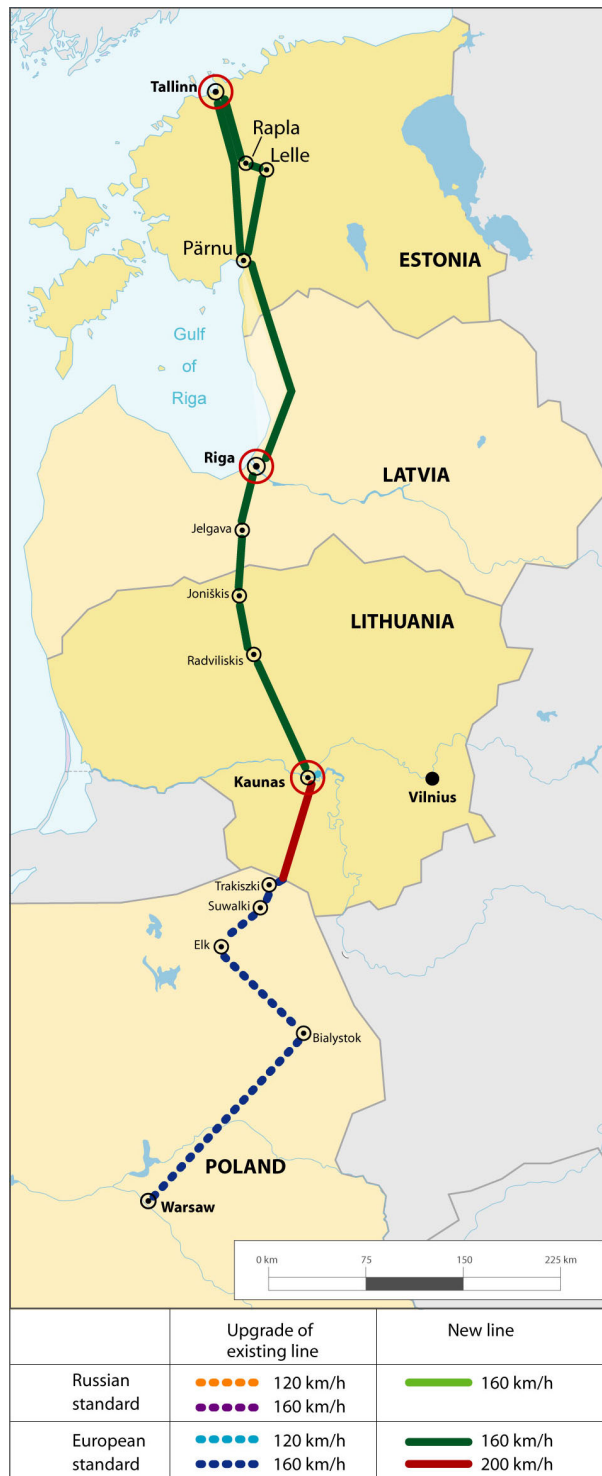 Tallinn
Rapla
Lelle
Pärnu
ESTONIA
Gulf
of
Riga
Riga
LATVIA
Jelgava
Joniškis
LITHUANIA
Radviliskis
Kaunas
Vilnius
Trakiszki
Suwalki
Elk
Bialystok
POLAND
Warsaw
0 km 75 150 225 km
Upgrade of
existing line
New line
Russian
standard
120 km/h
160 km/h
160 km/h
European
standard
120 km/h
160 km/h
160 km/h
200 km/h